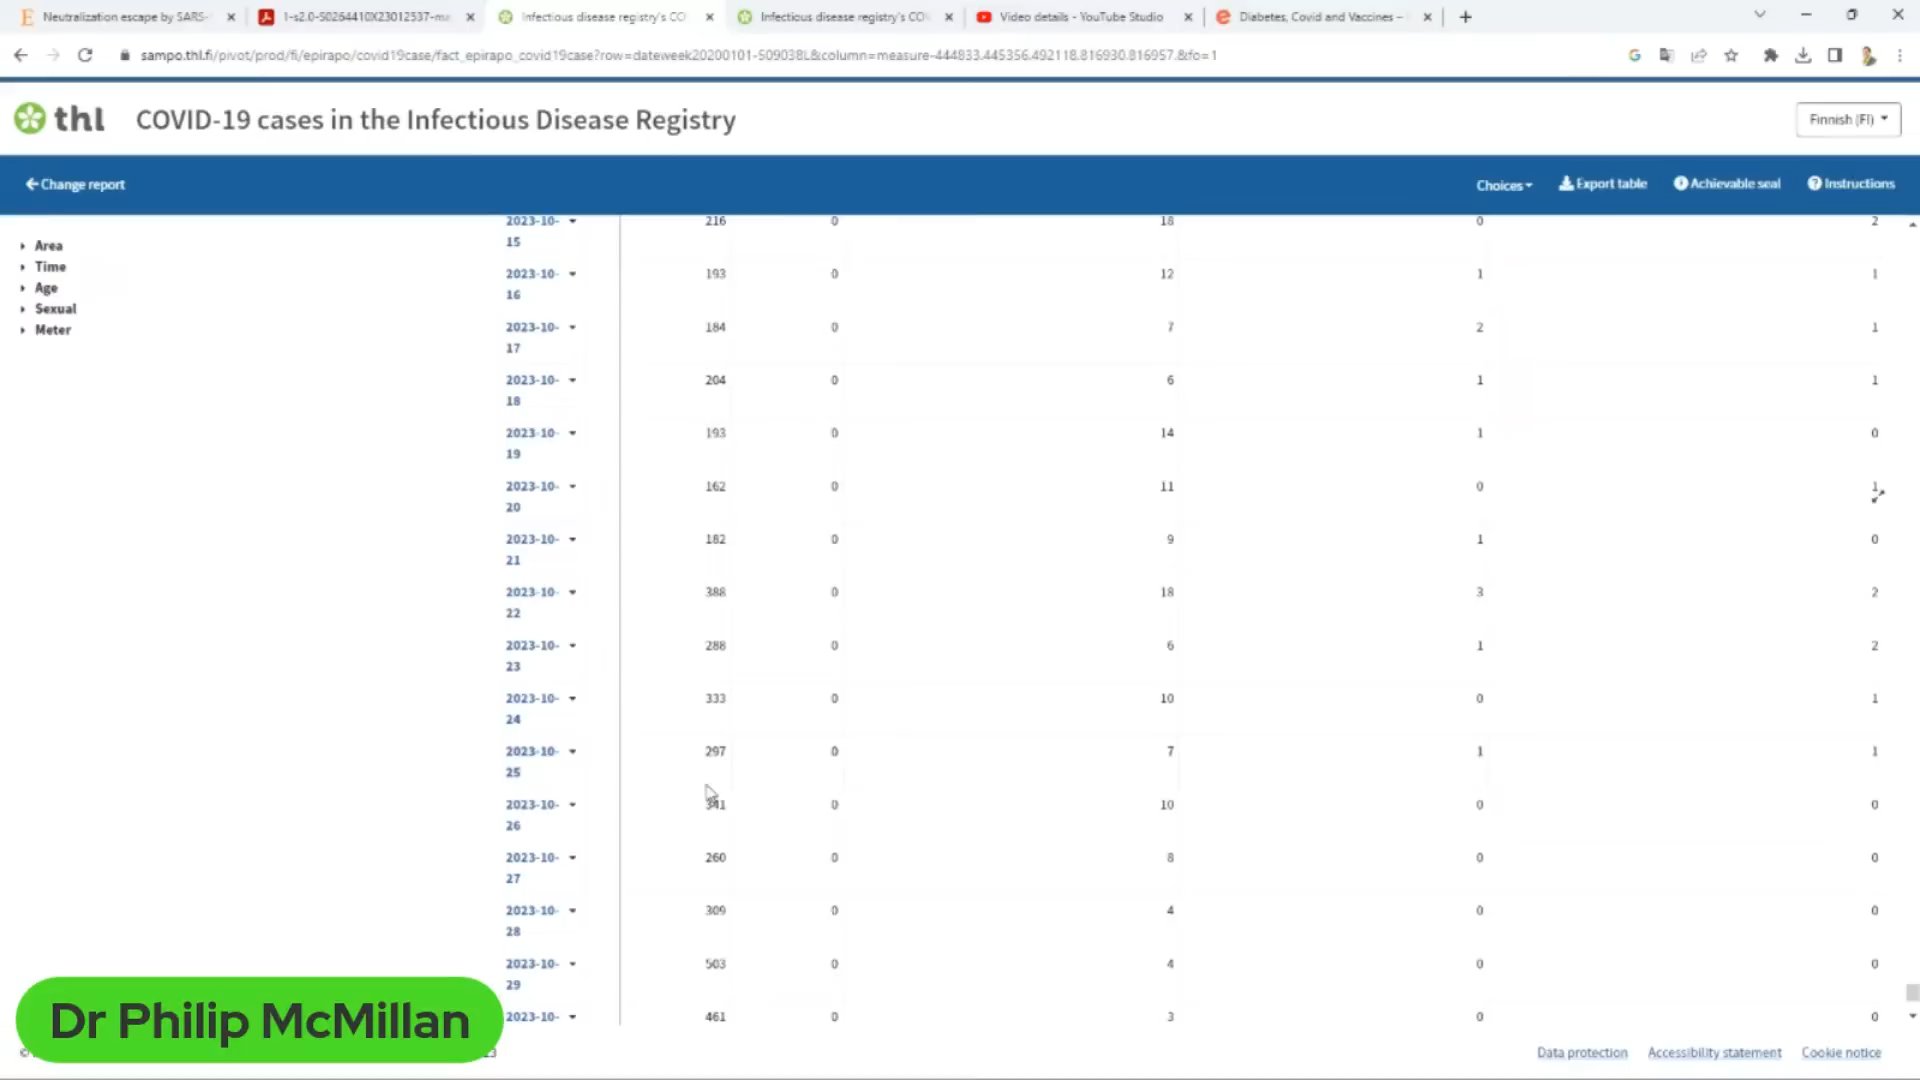 Neutralization escape by SARS-
1-s2.0-S0264410X23012537-ma
Infectious disease registry's CO
Infectious disease registry's CO
Video details - YouTube Studio
Diabetes, Covid and Vaccines –
sampo.thl.fi/pivot/prod/fi/epirapo/covid19case/fact_epirapo_covid19case?row=dateweek20200101-509038L&column=measure-444833.445356.492118.816930.816957.&fo=1
thl COVID-19 cases in the Infectious Disease Registry
Finnish (FI)
Change report
Choices
Export table
Achievable seal
Instructions
Area
Time
Age
Sexual
Meter
2023-10-15 216 0 18 0 2
2023-10-16 193 0 12 1 1
2023-10-17 184 0 7 2 1
2023-10-18 204 0 6 1 1
2023-10-19 193 0 14 1 0
2023-10-20 162 0 11 0 1
2023-10-21 182 0 9 1 0
2023-10-22 388 0 18 3 2
2023-10-23 288 0 6 1 2
2023-10-24 333 0 10 0 1
2023-10-25 297 0 7 1 1
2023-10-26 341 0 10 0 0
2023-10-27 260 0 8 0 0
2023-10-28 309 0 4 0 0
2023-10-29 503 0 4 0 0
2023-10- 461 0 3 0 0
Dr Philip McMillan
Data protection
Accessibility statement
Cookie notice